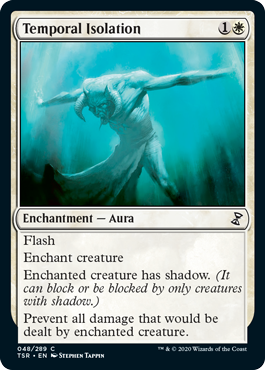 Temporal Isolation 1
Enchantment — Aura
Flash
Enchant creature
Enchanted creature has shadow. (It
can block or be blocked by only creatures
with shadow.)
Prevent all damage that would be
dealt by enchanted creature.
048/289 C
TSR • EN Stephen Tappin
™ & © 2020 Wizards of the Coast